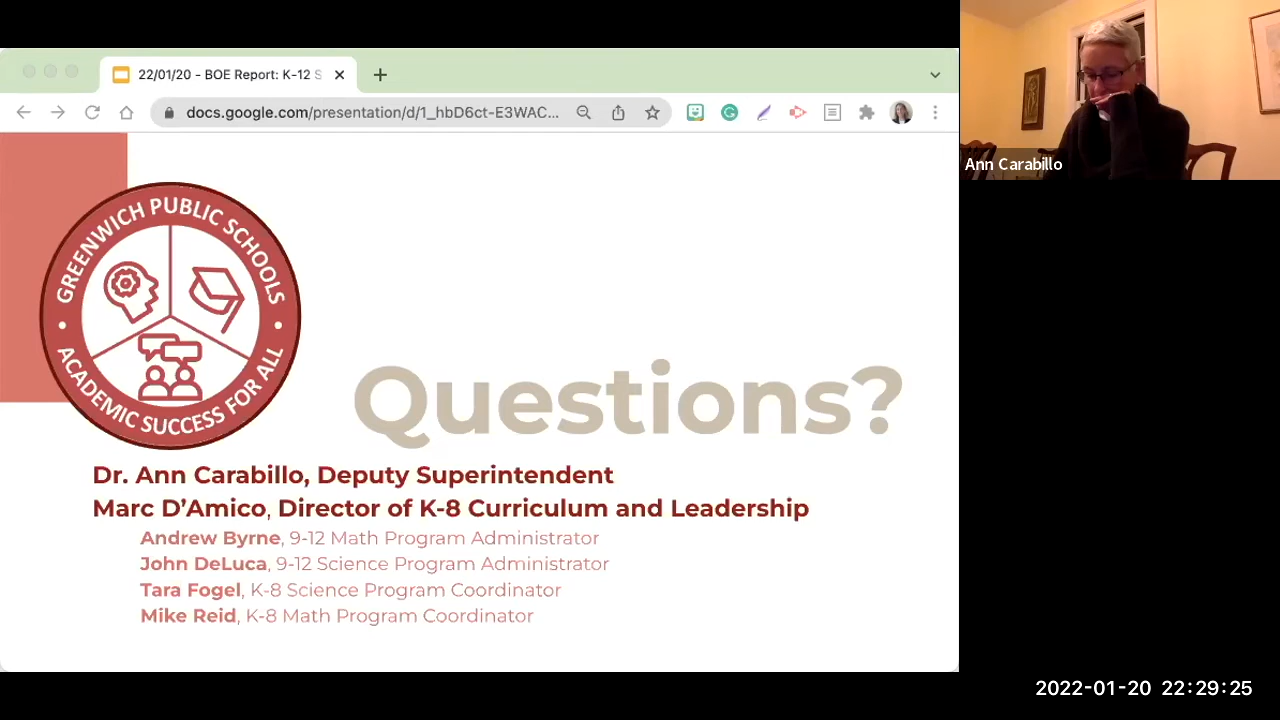 22/01/20 - BOE Report: K-12 S
docs.google.com/presentation/d/1_hbD6ct-E3WAC...
Ann Carabillo
GREENWICH PUBLIC SCHOOLS
ACADEMIC SUCCESS FOR ALL
Questions?
Dr. Ann Carabillo, Deputy Superintendent
Marc D’Amico, Director of K-8 Curriculum and Leadership
Andrew Byrne, 9-12 Math Program Administrator
John DeLuca, 9-12 Science Program Administrator
Tara Fogel, K-8 Science Program Coordinator
Mike Reid, K-8 Math Program Coordinator
2022-01-20 22:29:25